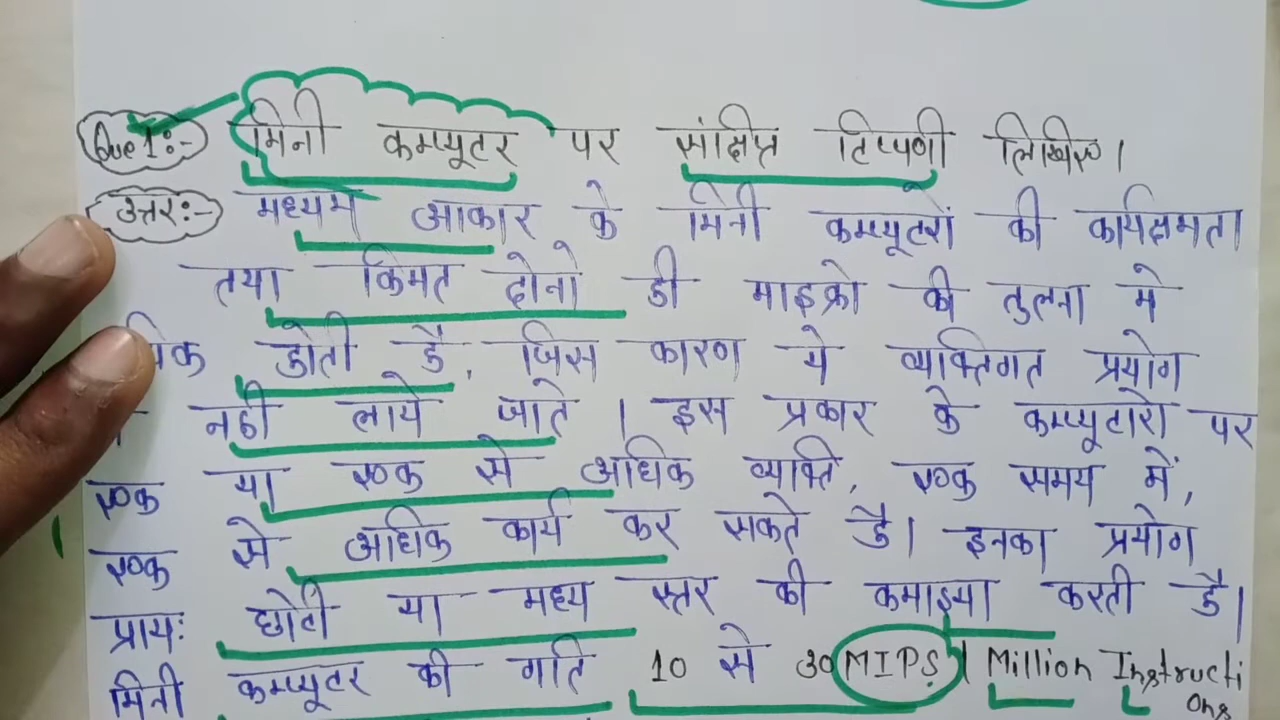 Que 1:- मिनी कम्प्यूटर पर संक्षिप्त टिप्पणी लिखिए।
उत्तर:- मध्यम आकार के मिनी कम्प्यूटरों की कार्यक्षमता
तथा किमत दोनो ही माइक्रो की तुलना मे
होती है, जिस कारण ये व्यक्तिगत प्रयोग
नही लाये जाते । इस प्रकार के कम्प्यूटारो पर
एक या एक से अधिक व्यक्ति, एक समय में,
एक से अधिक कार्य कर सकते है। इनका प्रयोग
प्रायः छोटी या मध्य स्तर की कमाइया करती है।
मिनी कम्प्यूटर की गति 10 से 30 MIPS ( Million Instructi
ons